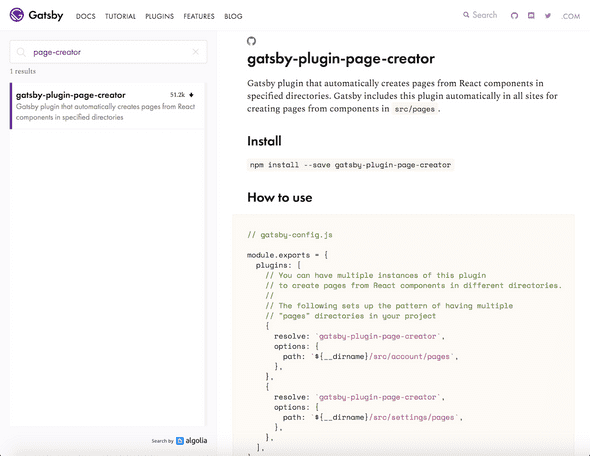 Gatsby DOCS TUTORIAL PLUGINS FEATURES BLOG Search .COM
page-creator
1 results
gatsby-plugin-page-creator 51.2k
Gatsby plugin that automatically creates pages from React
components in specified directories
Search by algolia
gatsby-plugin-page-creator
Gatsby plugin that automatically creates pages from React components in
specified directories. Gatsby includes this plugin automatically in all sites for
creating pages from components in src/pages.
Install
npm install --save gatsby-plugin-page-creator
How to use
// gatsby-config.js
module.exports = {
plugins: [
// You can have multiple instances of this plugin
// to create pages from React components in different directories.
//
// The following sets up the pattern of having multiple
// "pages" directories in your project
{
resolve: `gatsby-plugin-page-creator`,
options: {
path: `${__dirname}/src/account/pages`,
},
},
{
resolve: `gatsby-plugin-page-creator`,
options: {
path: `${__dirname}/src/settings/pages`,
},
},
],